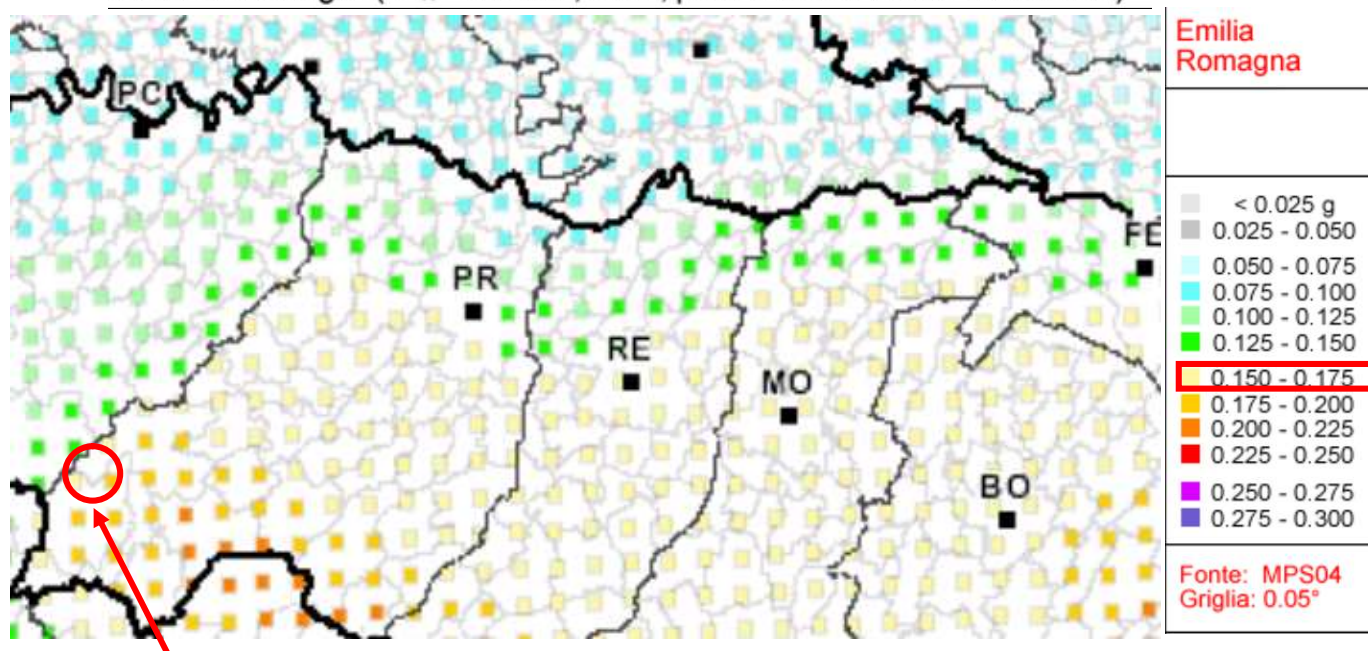 PC
PR
RE
MO
BO
FE
Emilia
Romagna
< 0.025 g
0.025 - 0.050
0.050 - 0.075
0.075 - 0.100
0.100 - 0.125
0.125 - 0.150
0.150 - 0.175
0.175 - 0.200
0.200 - 0.225
0.225 - 0.250
0.250 - 0.275
0.275 - 0.300
Fonte: MPS04
Griglia: 0.05°